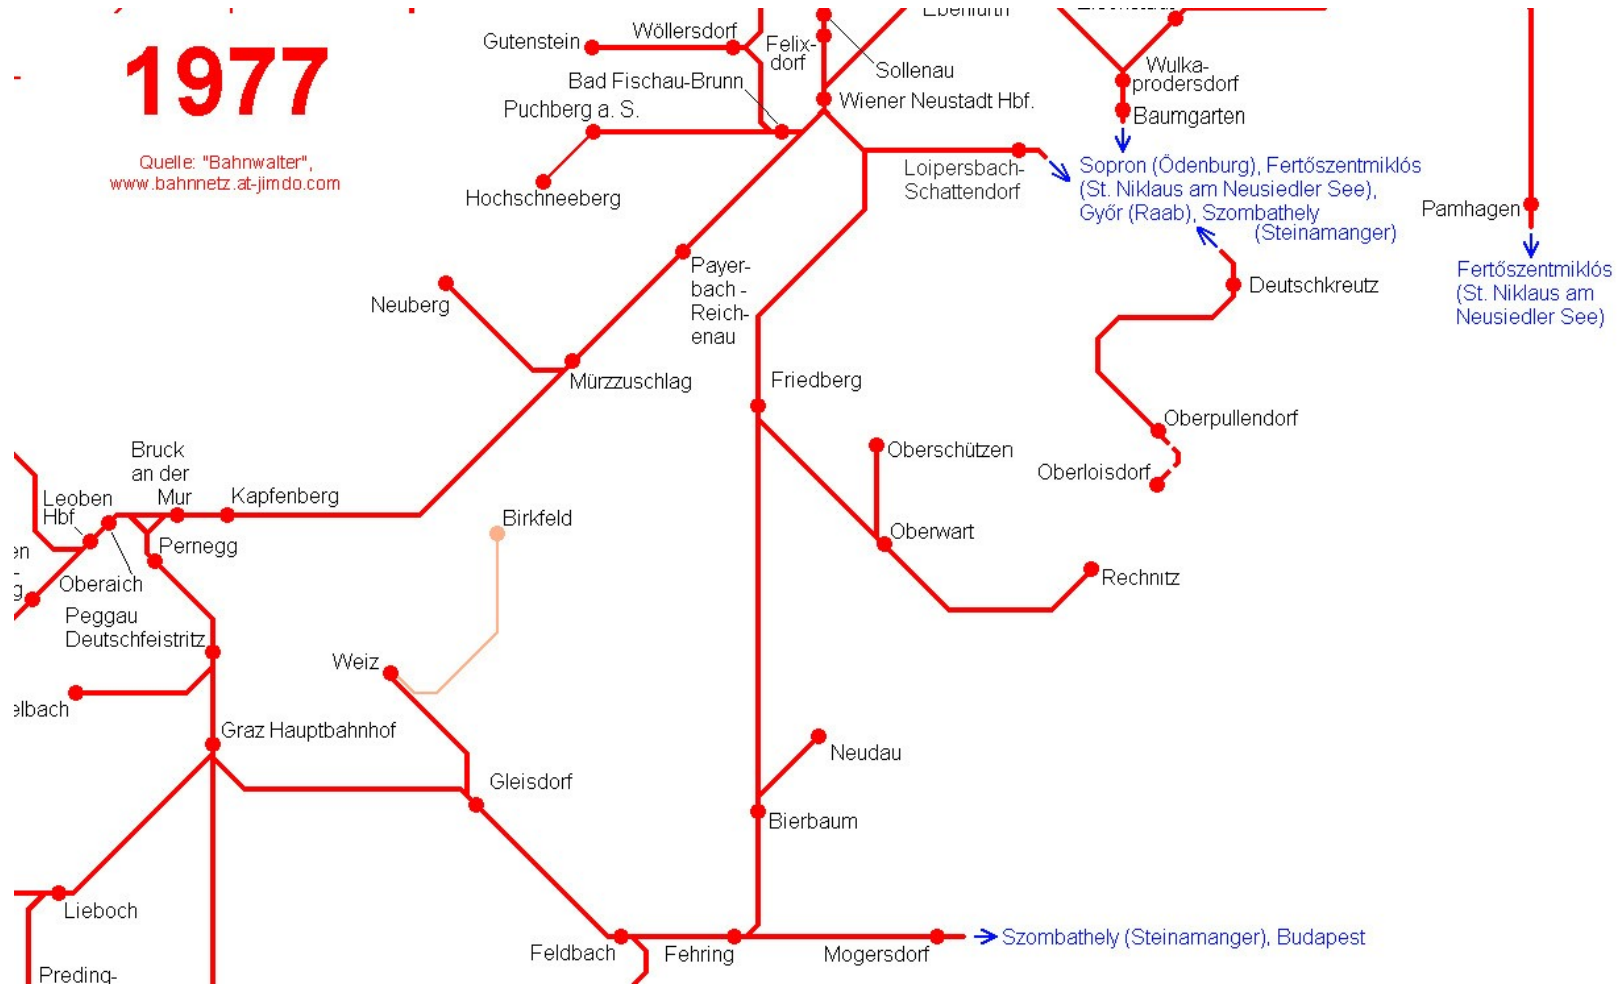 1977
Quelle: "Bahnwalter",
www.bahnnetz.at-jimdo.com
Gutenstein
Wöllersdorf
Felix-
dorf
Sollenau
Bad Fischau-Brunn
Puchberg a. S.
Wiener Neustadt Hbf.
Hochschneeberg
Wulka-
prodersdorf
Baumgarten
Loipersbach-
Schattendorf
Sopron (Ödenburg), Fertőszentmiklós
(St. Niklaus am Neusiedler See),
Győr (Raab), Szombathely
(Steinamanger)
Pamhagen
Fertőszentmiklós
(St. Niklaus am
Neusiedler See)
Deutschkreutz
Payer-
bach -
Reich-
enau
Neuberg
Mürzzuschlag
Friedberg
Oberpullendorf
Oberloisdorf
Oberschützen
Oberwart
Rechnitz
Bruck
an der
Mur
Kapfenberg
Leoben
Hbf
Pernegg
Oberaich
Birkfeld
Peggau
Deutschfeistritz
Weiz
elbach
Graz Hauptbahnhof
Gleisdorf
Neudau
Bierbaum
Lieboch
Feldbach
Fehring
Mogersdorf
Szombathely (Steinamanger), Budapest
Preding-